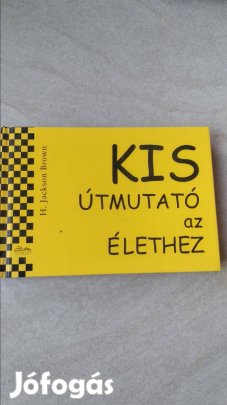 H. Jackson Brown
KIS
ÚTMUTATÓ
az
ÉLETHEZ
Jófogás